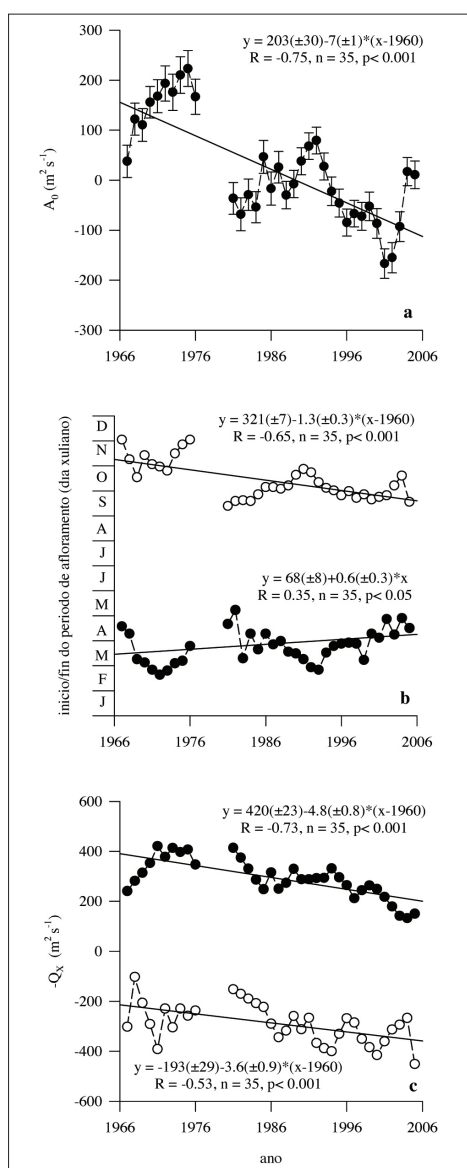 y = 203(±30)-7(±1)*(x-1960)
R = -0.75, n = 35, p< 0.001
300
200
100
0
-100
-200
-300
A0 (m2 s-1)
a
1966 1976 1986 1996 2006
y = 321(±7)-1.3(±0.3)*(x-1960)
R = -0.65, n = 35, p< 0.001
D
N
O
S
A
J
J
M
A
M
F
J
inicio/fin do periodo de afloramento (dia xuliano)
y = 68(±8)+0.6(±0.3)*x
R = 0.35, n = 35, p< 0.05
b
1966 1976 1986 1996 2006
y = 420(±23)-4.8(±0.8)*(x-1960)
R = -0.73, n = 35, p< 0.001
600
400
200
0
-200
-400
-600
-QX (m2 s-1)
y = -193(±29)-3.6(±0.9)*(x-1960)
R = -0.53, n = 35, p< 0.001
c
1966 1976 1986 1996 2006
ano